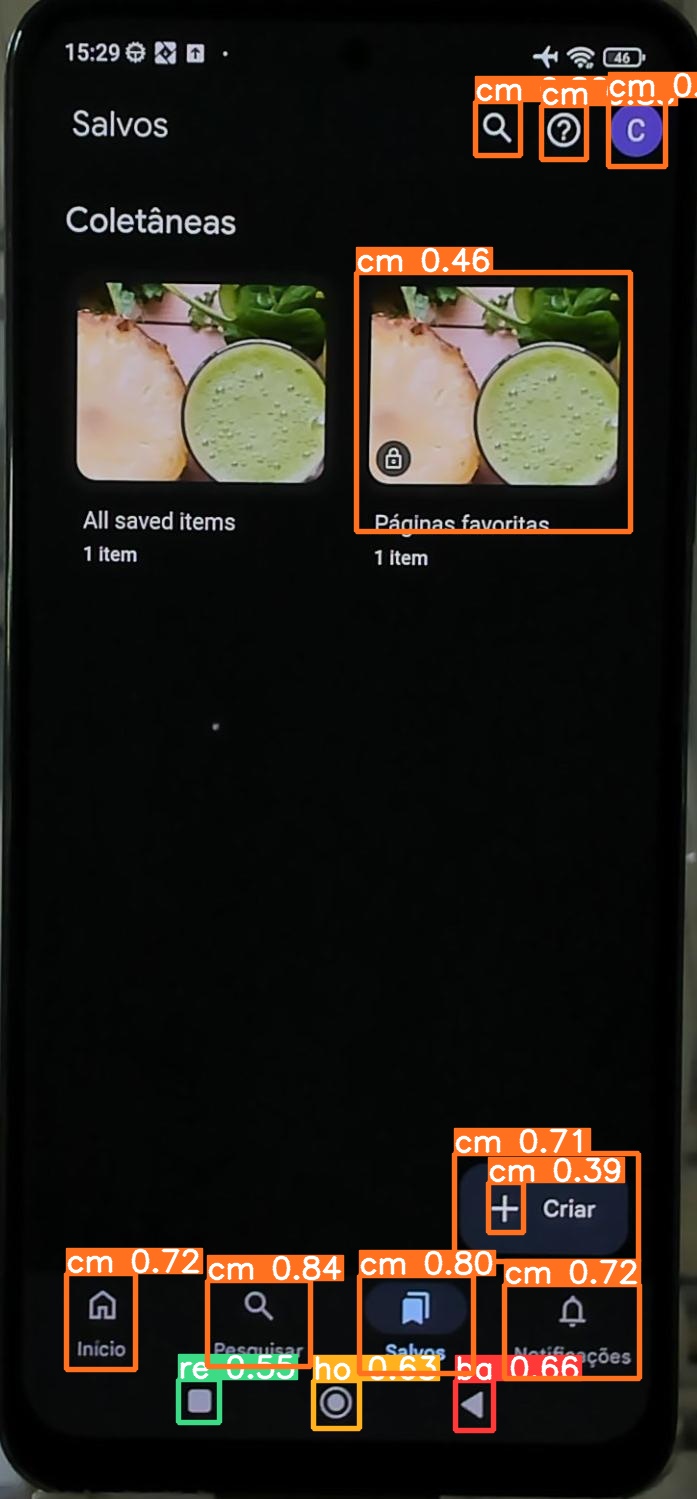 15:29
46
cm
cm
cm 0.
Salvos
C
Coletâneas
cm 0.46
All saved items
1 item
Páginas favoritas
1 item
cm 0.71
cm 0.39
Criar
cm 0.72
cm 0.84
cm 0.80
cm 0.72
Início
Pesquisar
Salvos
Notificações
re 0.55
ho 0.63
ba 0.66